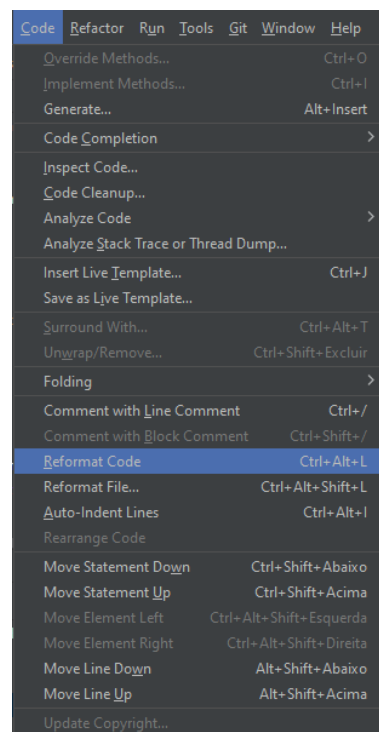 Code Refactor Run Tools Git Window Help
Override Methods... Ctrl+O
Implement Methods... Ctrl+I
Generate... Alt+Insert
Code Completion
Inspect Code...
Code Cleanup...
Analyze Code
Analyze Stack Trace or Thread Dump...
Insert Live Template... Ctrl+J
Save as Live Template...
Surround With... Ctrl+Alt+T
Unwrap/Remove... Ctrl+Shift+Excluir
Folding
Comment with Line Comment Ctrl+/
Comment with Block Comment Ctrl+Shift+/
Reformat Code Ctrl+Alt+L
Reformat File... Ctrl+Alt+Shift+L
Auto-Indent Lines Ctrl+Alt+I
Rearrange Code
Move Statement Down Ctrl+Shift+Abaixo
Move Statement Up Ctrl+Shift+Acima
Move Element Left Ctrl+Alt+Shift+Esquerda
Move Element Right Ctrl+Alt+Shift+Direita
Move Line Down Alt+Shift+Abaixo
Move Line Up Alt+Shift+Acima
Update Copyright...